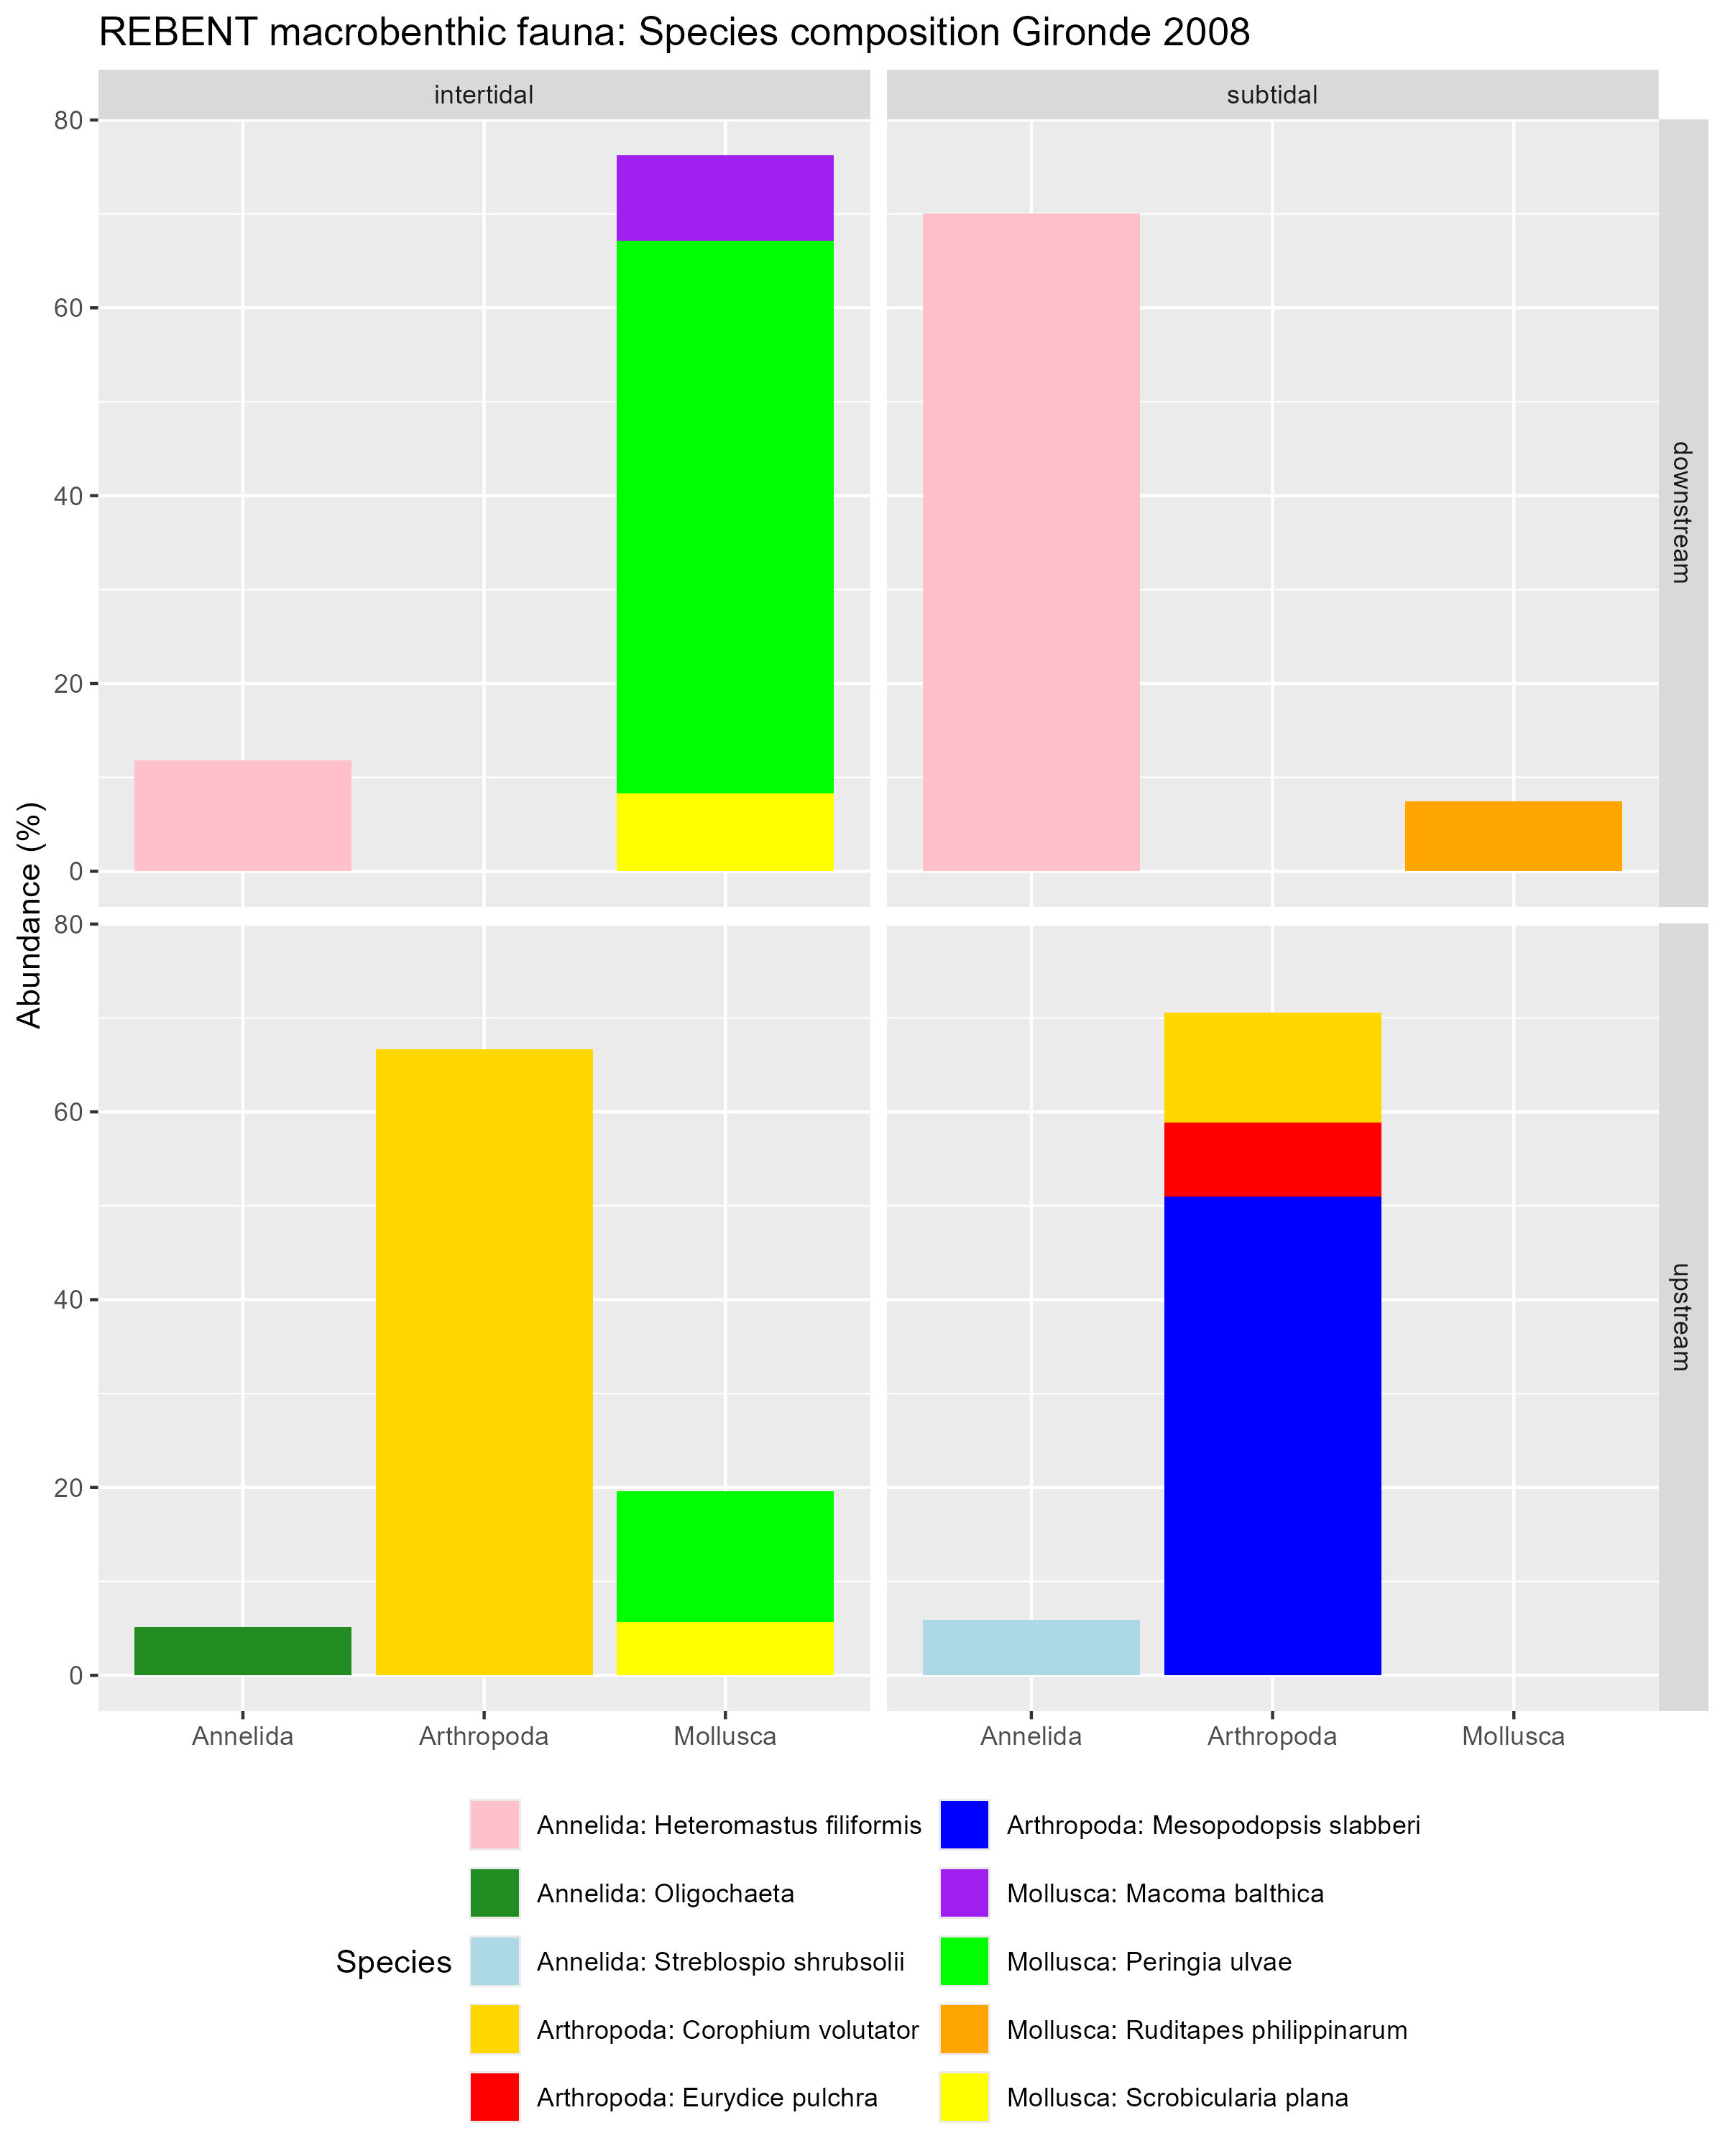 REBENT macrobenthic fauna: Species composition Gironde 2008
intertidal
subtidal
80
60
40
20
0
downstream
Abundance (%)
80
60
40
20
0
upstream
Annelida
Arthropoda
Mollusca
Annelida
Arthropoda
Mollusca
Species
Annelida: Heteromastus filiformis
Annelida: Oligochaeta
Annelida: Streblospio shrubsolii
Arthropoda: Corophium volutator
Arthropoda: Eurydice pulchra
Arthropoda: Mesopodopsis slabberi
Mollusca: Macoma balthica
Mollusca: Peringia ulvae
Mollusca: Ruditapes philippinarum
Mollusca: Scrobicularia plana